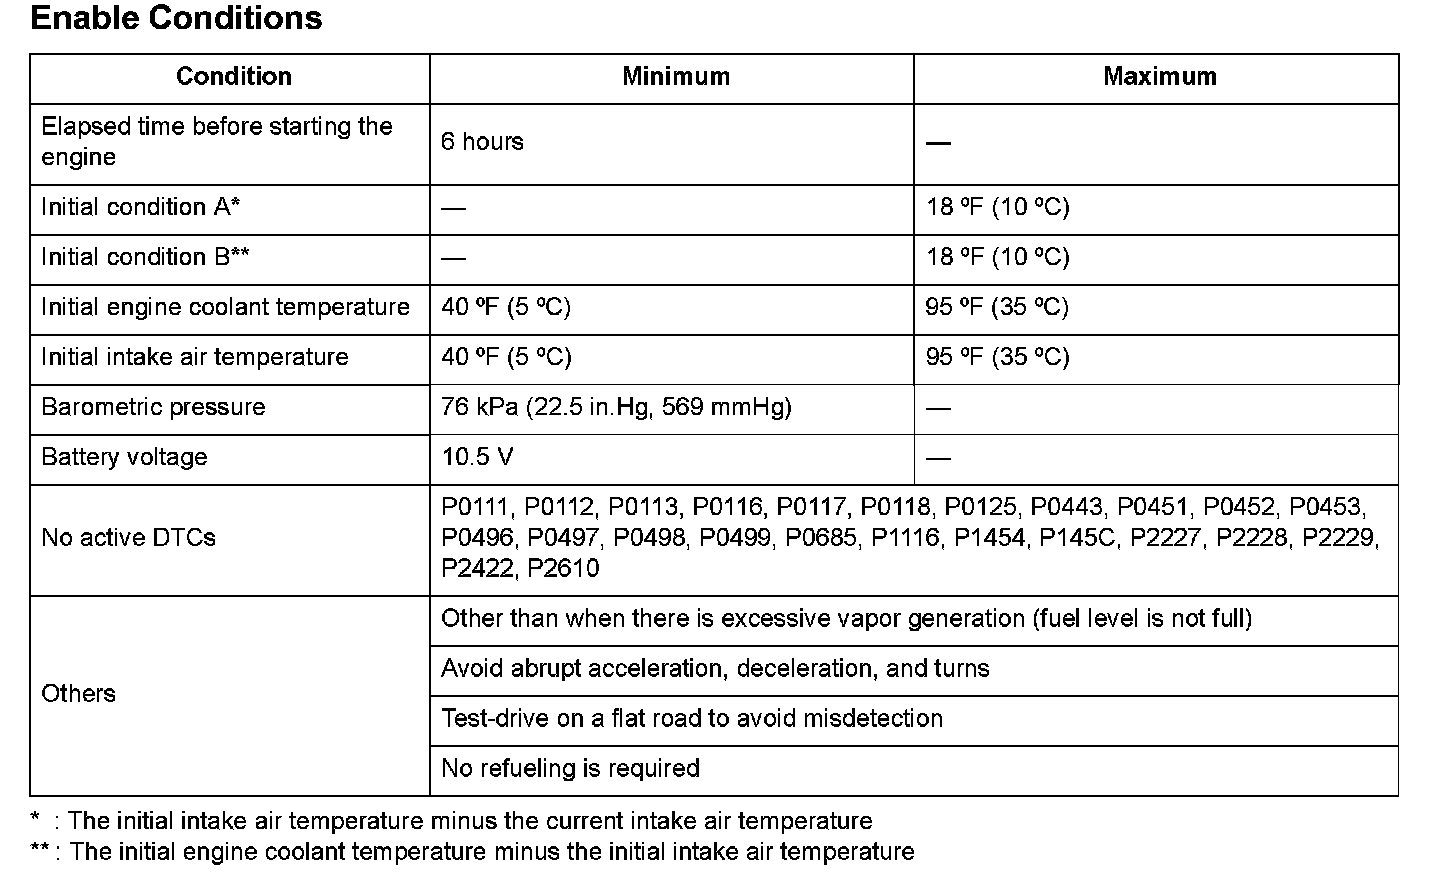 Enable Conditions
Condition Minimum Maximum
Elapsed time before starting the
engine
6 hours —
Initial condition A* — 18 ºF (10 ºC)
Initial condition B** — 18 ºF (10 ºC)
Initial engine coolant temperature 40 ºF (5 ºC) 95 ºF (35 ºC)
Initial intake air temperature 40 ºF (5 ºC) 95 ºF (35 ºC)
Barometric pressure 76 kPa (22.5 in.Hg, 569 mmHg) —
Battery voltage 10.5 V —
No active DTCs
P0111, P0112, P0113, P0116, P0117, P0118, P0125, P0443, P0451, P0452, P0453,
P0496, P0497, P0498, P0499, P0685, P1116, P1454, P145C, P2227, P2228, P2229,
P2422, P2610
Others
Other than when there is excessive vapor generation (fuel level is not full)
Avoid abrupt acceleration, deceleration, and turns
Test-drive on a flat road to avoid misdetection
No refueling is required
* : The initial intake air temperature minus the current intake air temperature
** : The initial engine coolant temperature minus the initial intake air temperature